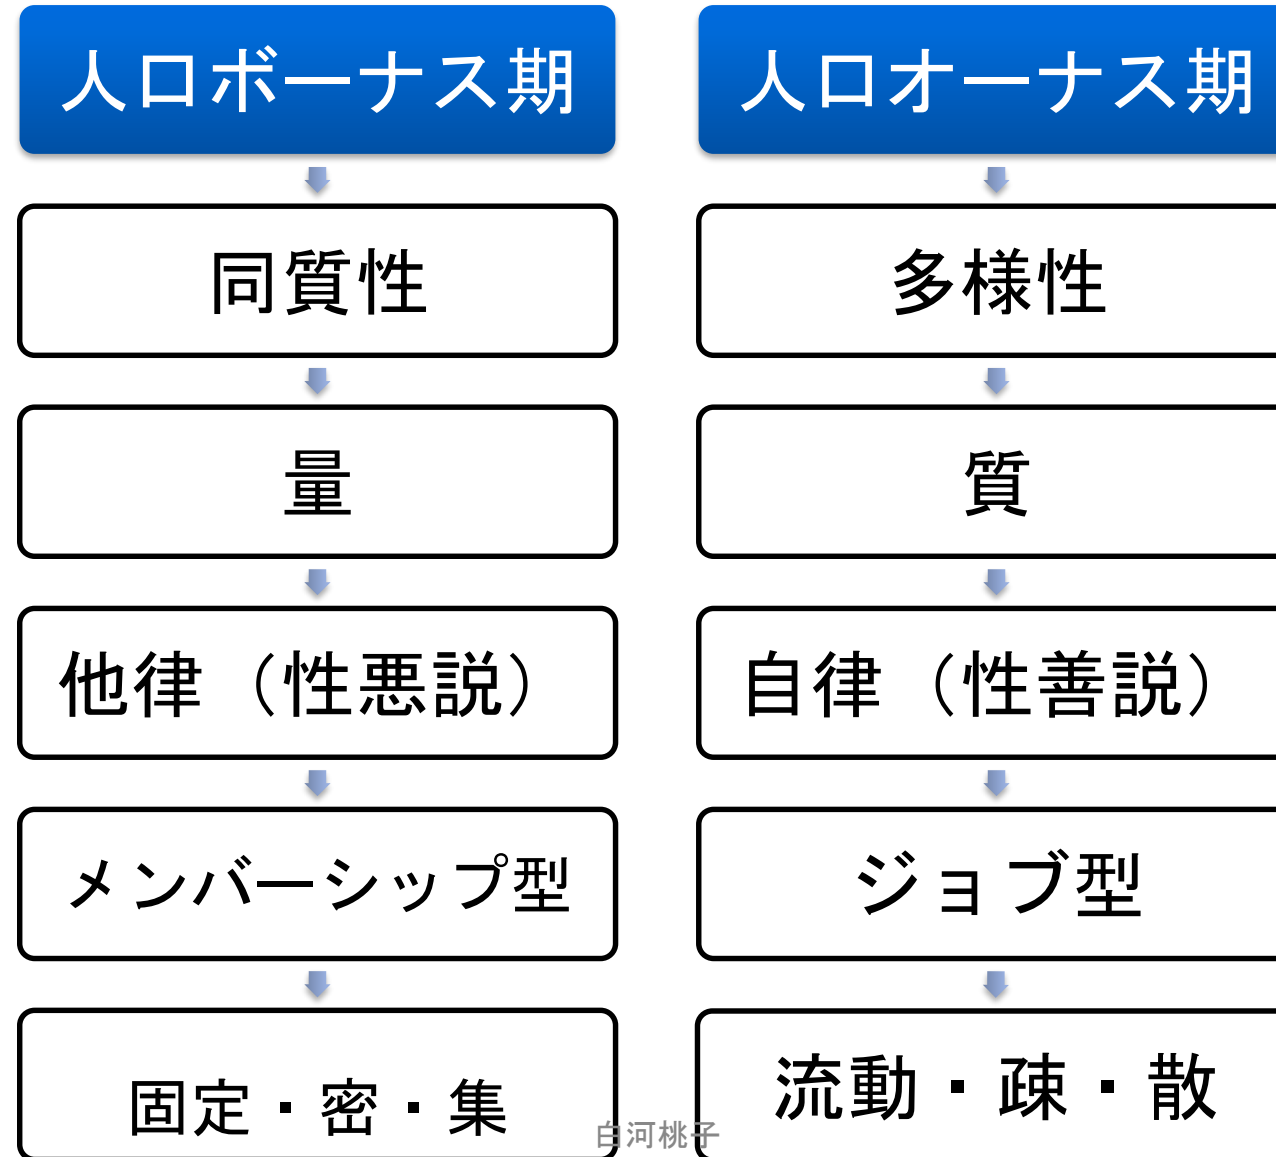 人口ボーナス期
同質性
量
他律（性悪説）
メンバーシップ型
固定・密・集
人口オーナス期
多様性
質
自律（性善説）
ジョブ型
流動・疎・散
白河桃子